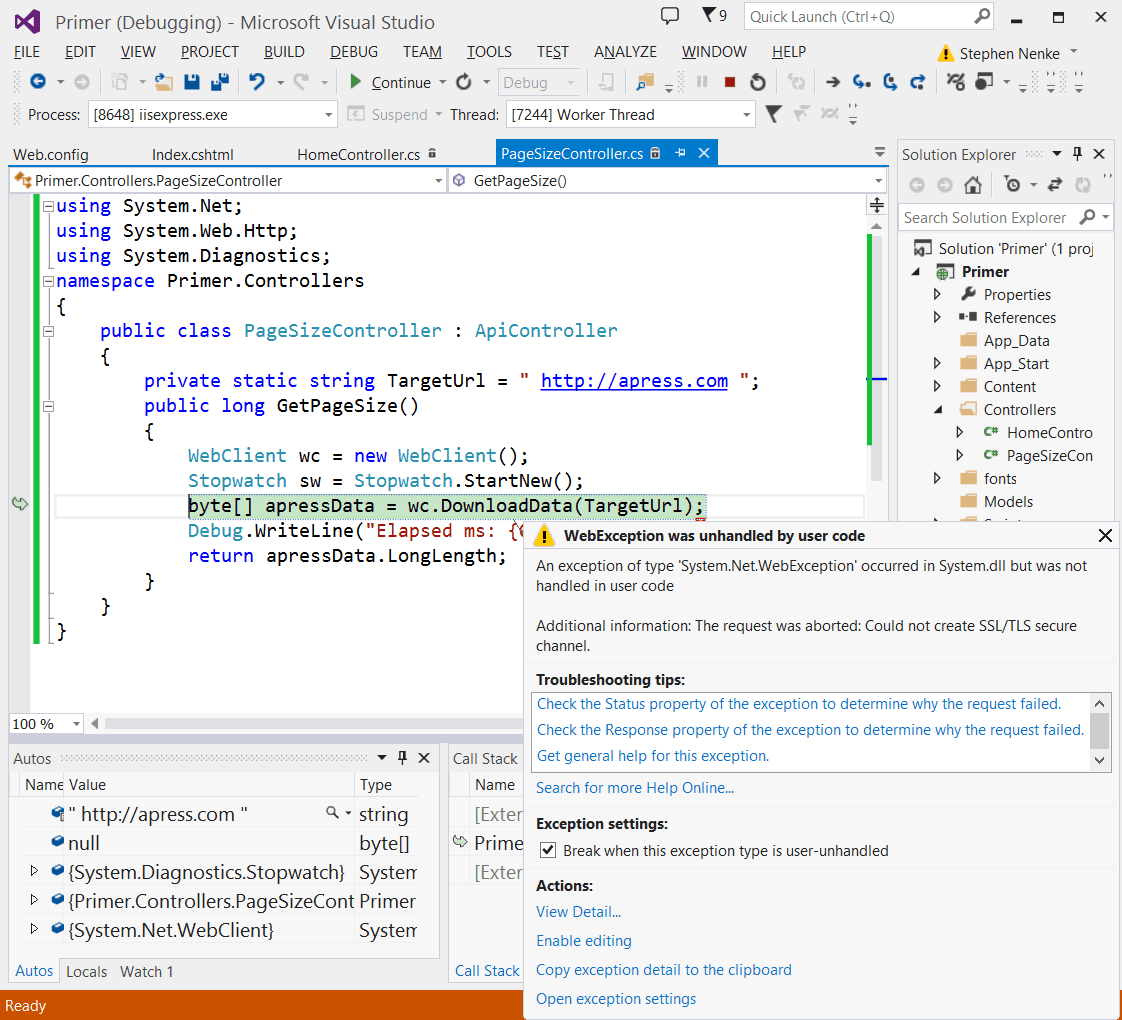 Primer (Debugging) - Microsoft Visual Studio
9
Quick Launch (Ctrl+Q)
FILE EDIT VIEW PROJECT BUILD DEBUG TEAM TOOLS TEST ANALYZE WINDOW HELP
Stephen Nenke
Continue
Debug
Process: [8648] iisexpress.exe
Suspend
Thread: [7244] Worker Thread
Web.config
Index.cshtml
HomeController.cs
PageSizeController.cs
Primer.Controllers.PageSizeController
GetPageSize()
using System.Net;
using System.Web.Http;
using System.Diagnostics;
namespace Primer.Controllers
{
public class PageSizeController : ApiController
{
private static string TargetUrl = " http://apress.com ";
public long GetPageSize()
{
WebClient wc = new WebClient();
Stopwatch sw = Stopwatch.StartNew();
byte[] apressData = wc.DownloadData(TargetUrl);
Debug.WriteLine("Elapsed ms: {
return apressData.LongLength;
}
}
}
100 %
Solution Explorer
Search Solution Explorer
Solution 'Primer' (1 proj
Primer
Properties
References
App_Data
App_Start
Content
Controllers
C# HomeContro
C# PageSizeCon
fonts
Models
WebException was unhandled by user code
An exception of type 'System.Net.WebException' occurred in System.dll but was not
handled in user code
Additional information: The request was aborted: Could not create SSL/TLS secure
channel.
Troubleshooting tips:
Check the Status property of the exception to determine why the request failed.
Check the Response property of the exception to determine why the request failed.
Get general help for this exception.
Search for more Help Online...
Exception settings:
Break when this exception type is user-unhandled
Actions:
View Detail...
Enable editing
Copy exception detail to the clipboard
Open exception settings
Autos
Name Value Type
" http://apress.com " string
null byte[]
{System.Diagnostics.Stopwatch} System
{Primer.Controllers.PageSizeCont Primer
{System.Net.WebClient} System
Autos Locals Watch 1
Call Stack
Name
[Exter
Prime
[Exter
Call Stack
Ready